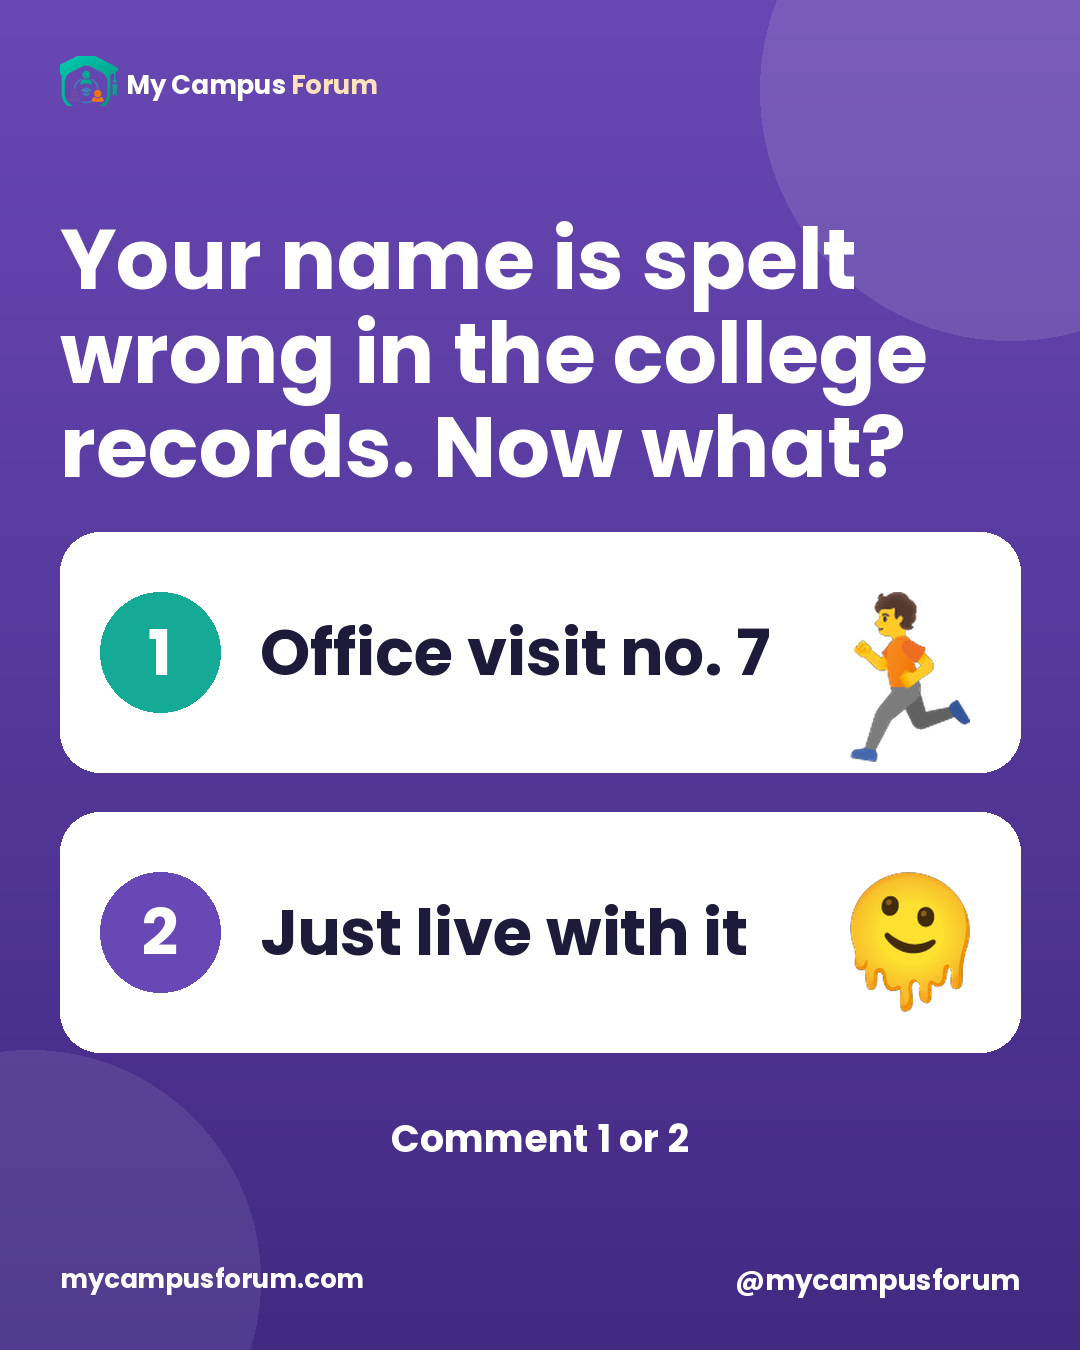 My Campus Forum
Your name is spelt
wrong in the college
records. Now what?
1
Office visit no. 7
2
Just live with it
Comment 1 or 2
mycampusforum.com
@mycampusforum